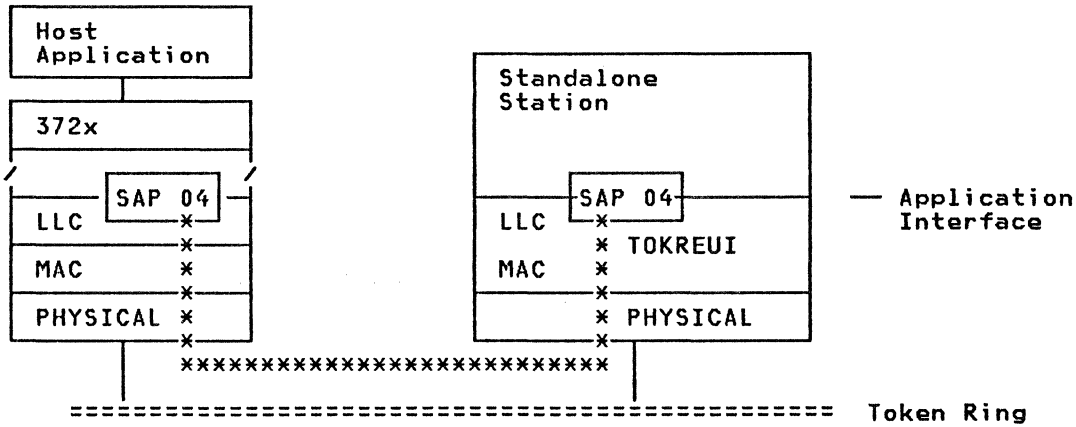 Host
Application
Standalone
Station
372x
SAP 04
SAP 04
Application
Interface
LLC
LLC
TOKREUI
MAC
MAC
PHYSICAL
PHYSICAL
Token Ring